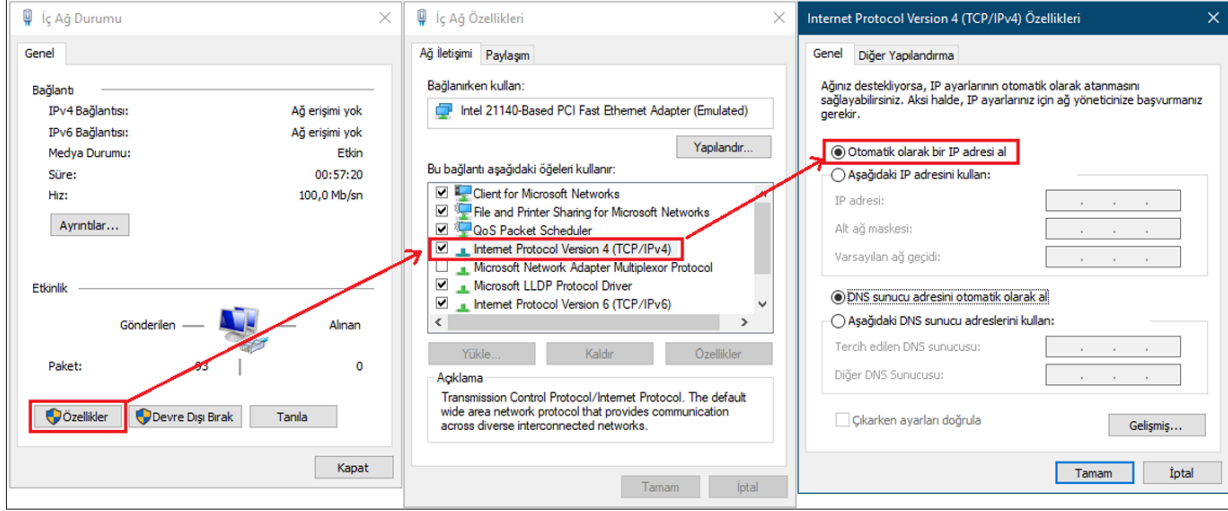 İç Ağ Durumu
Genel
Bağlantı
IPv4 Bağlantısı: Ağ erişimi yok
IPv6 Bağlantısı: Ağ erişimi yok
Medya Durumu: Etkin
Süre: 00:57:20
Hız: 100,0 Mb/sn
Ayrıntılar...
Etkinlik
Gönderilen Alınan
Paket: 93 0
Özellikler Devre Dışı Bırak Tanıla
Kapat
İç Ağ Özellikleri
Ağ İletişimi Paylaşım
Bağlanırken kullan:
Intel 21140-Based PCI Fast Ethernet Adapter (Emulated)
Yapılandır...
Bu bağlantı aşağıdaki öğeleri kullanır:
Client for Microsoft Networks
File and Printer Sharing for Microsoft Networks
QoS Packet Scheduler
Internet Protocol Version 4 (TCP/IPv4)
Microsoft Network Adapter Multiplexor Protocol
Microsoft LLDP Protocol Driver
Internet Protocol Version 6 (TCP/IPv6)
Yükle... Kaldır Özellikler
Açıklama
Transmission Control Protocol/Internet Protocol. The default
wide area network protocol that provides communication
across diverse interconnected networks.
Tamam İptal
Internet Protocol Version 4 (TCP/IPv4) Özellikleri
Genel Diğer Yapılandırma
Ağınız destekliyorsa, IP ayarlarının otomatik olarak atanmasını
sağlayabilirsiniz. Aksi halde, IP ayarlarınız için ağ yöneticinize başvurmanız
gerekir.
Otomatik olarak bir IP adresi al
Aşağıdaki IP adresini kullan:
IP adresi:
Alt ağ maskesi:
Varsayılan ağ geçidi:
DNS sunucu adresini otomatik olarak al
Aşağıdaki DNS sunucu adreslerini kullan:
Tercih edilen DNS sunucusu:
Diğer DNS Sunucusu:
Çıkarken ayarları doğrula
Gelişmiş...
Tamam İptal